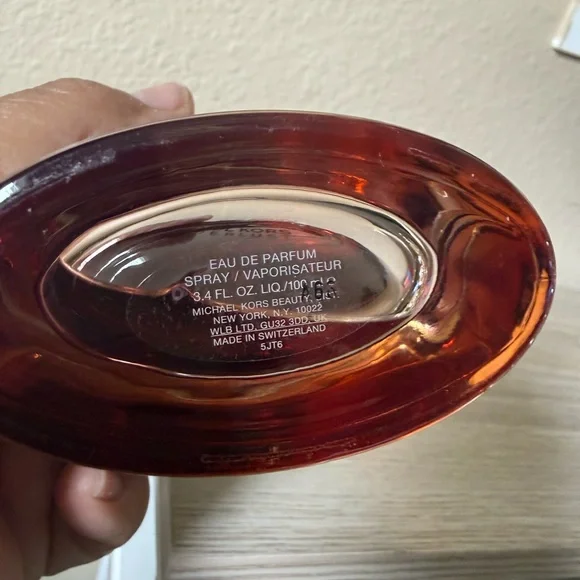 EAU DE PARFUM
SPRAY / VAPORISATEUR
3.4 FL. OZ. LIQ./100
MICHAEL KORS BEAUTY,
NEW YORK, N.Y. 10022
WLB LTD, GU32 3DD, UK
MADE IN SWITZERLAND
5JT6